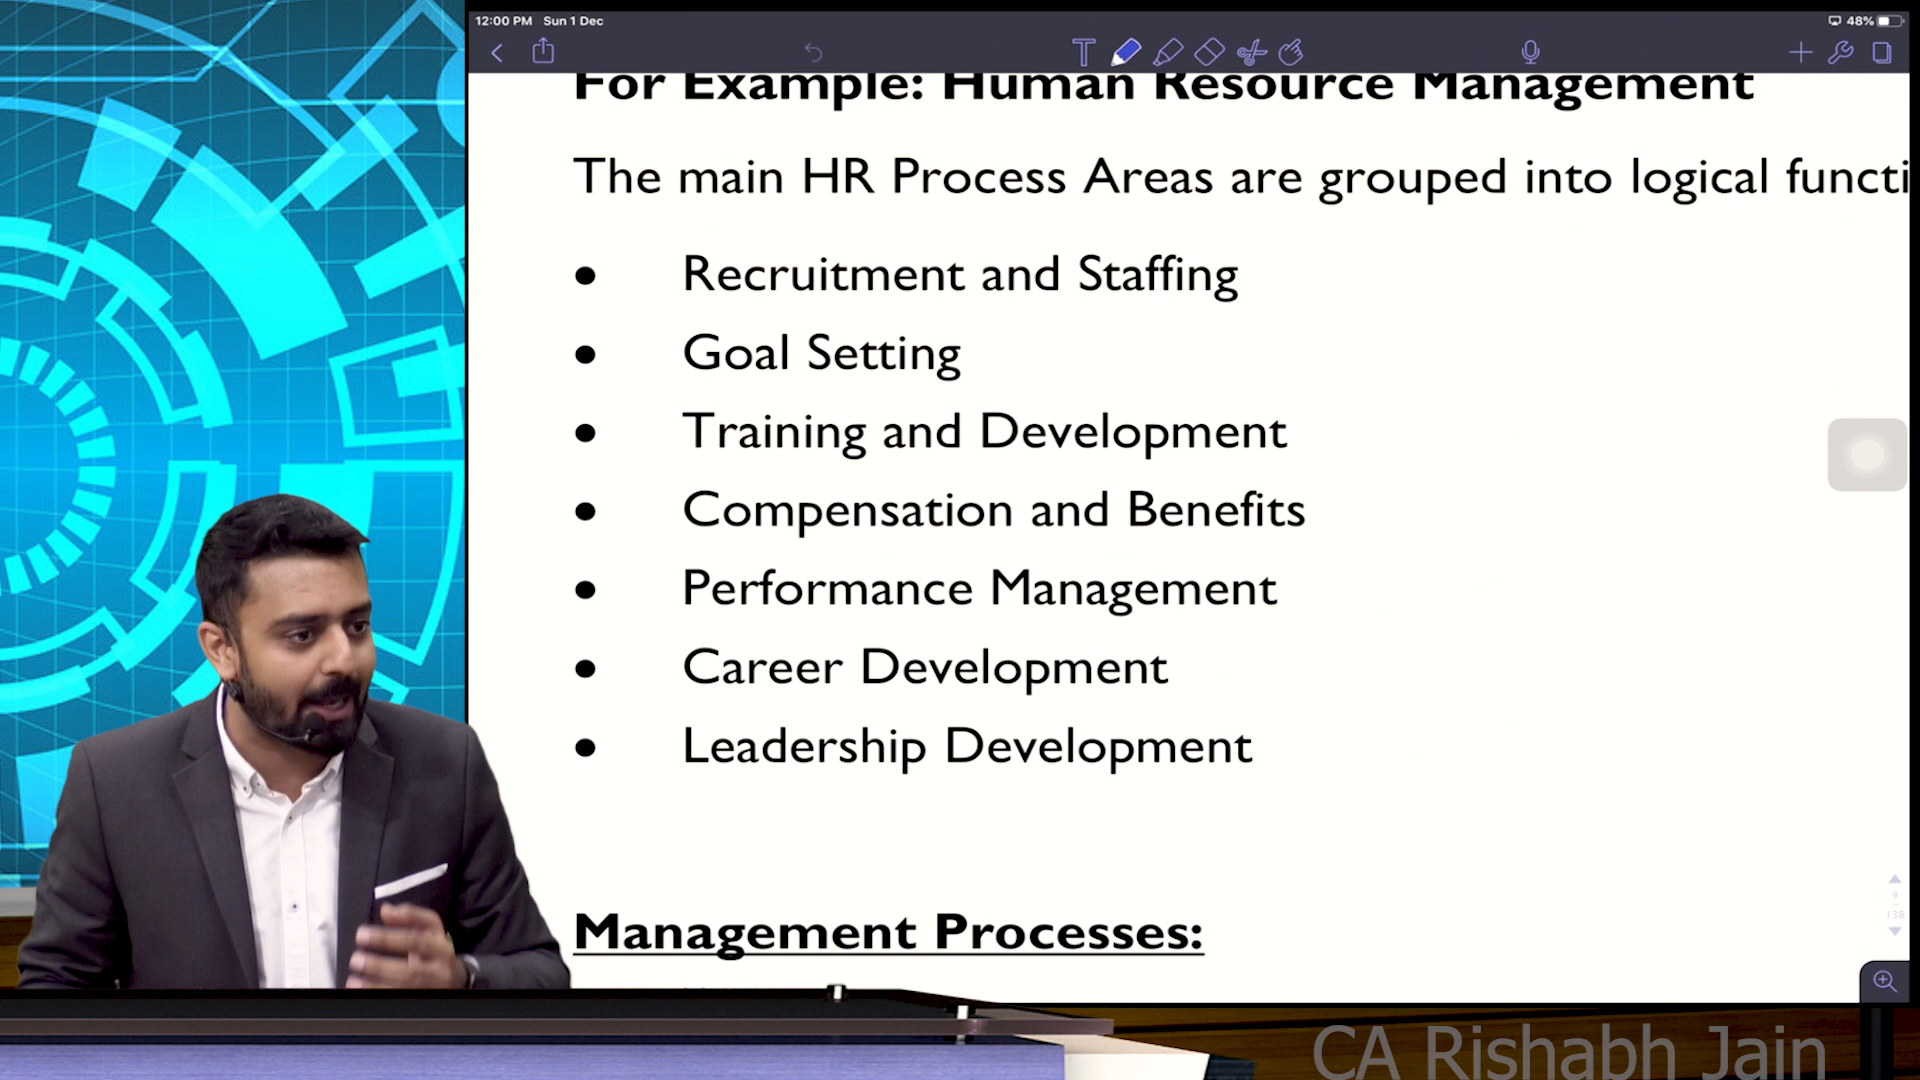 12:00 PM Sun 1 Dec
48%
For Example: Human Resource Management
The main HR Process Areas are grouped into logical functi
• Recruitment and Staffing
• Goal Setting
• Training and Development
• Compensation and Benefits
• Performance Management
• Career Development
• Leadership Development
Management Processes:
9
138
CA Rishabh Jain